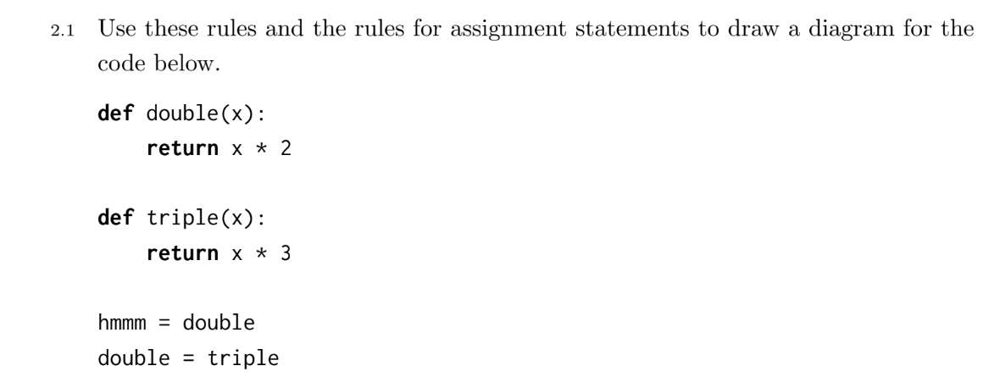 2.1 Use these rules and the rules for assignment statements to draw a diagram for the
code below.
def double(x):
    return x * 2
def triple(x):
    return x * 3
hmmm = double
double = triple